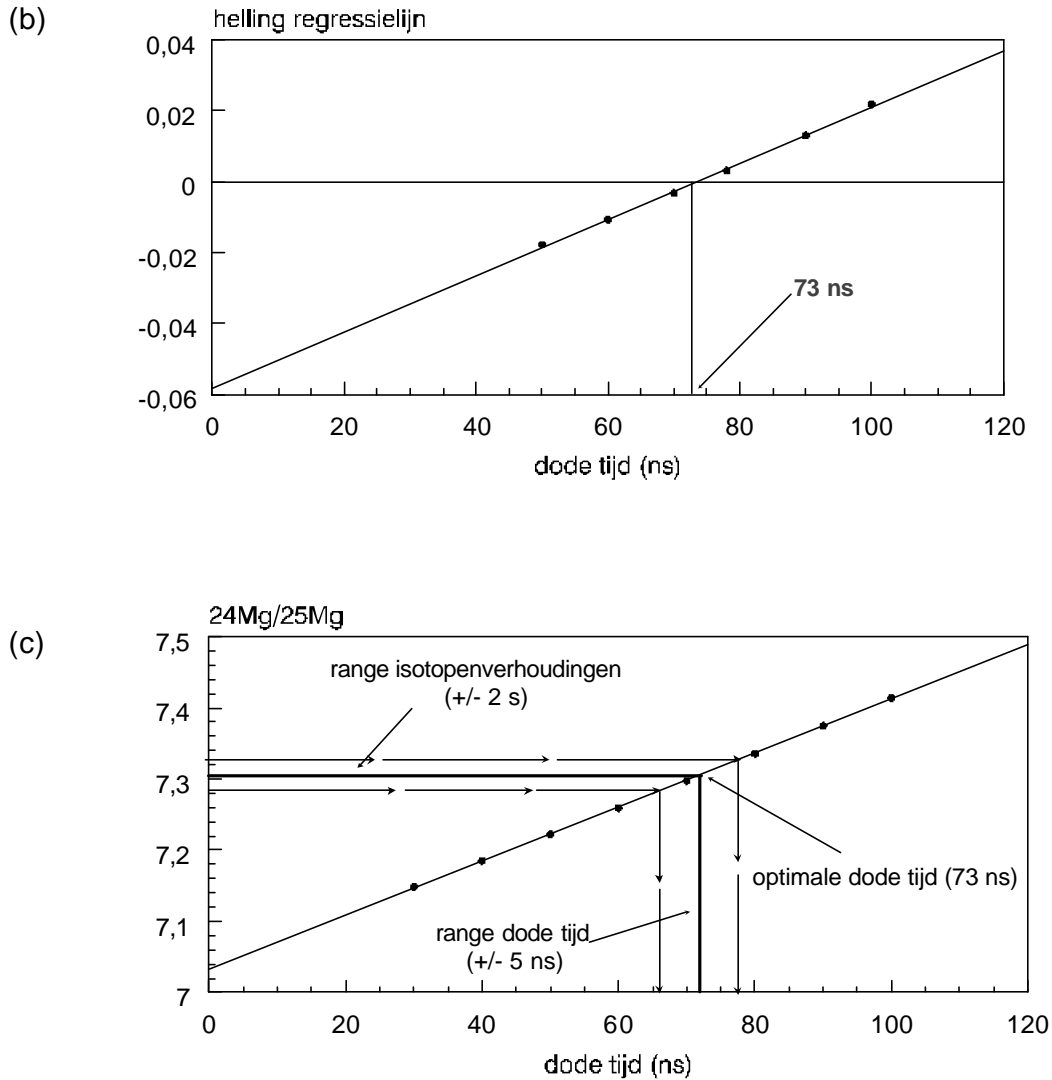 (b)
helling regressielijn
0,04
0,02
0
-0,02
-0,04
-0,06
73 ns
0 20 40 60 80 100 120
dode tijd (ns)
(c)
24Mg/25Mg
7,5
7,4
7,3
7,2
7,1
7
range isotopenverhoudingen
(+/- 2 s)
optimale dode tijd (73 ns)
range dode tijd
(+/- 5 ns)
0 20 40 60 80 100 120
dode tijd (ns)